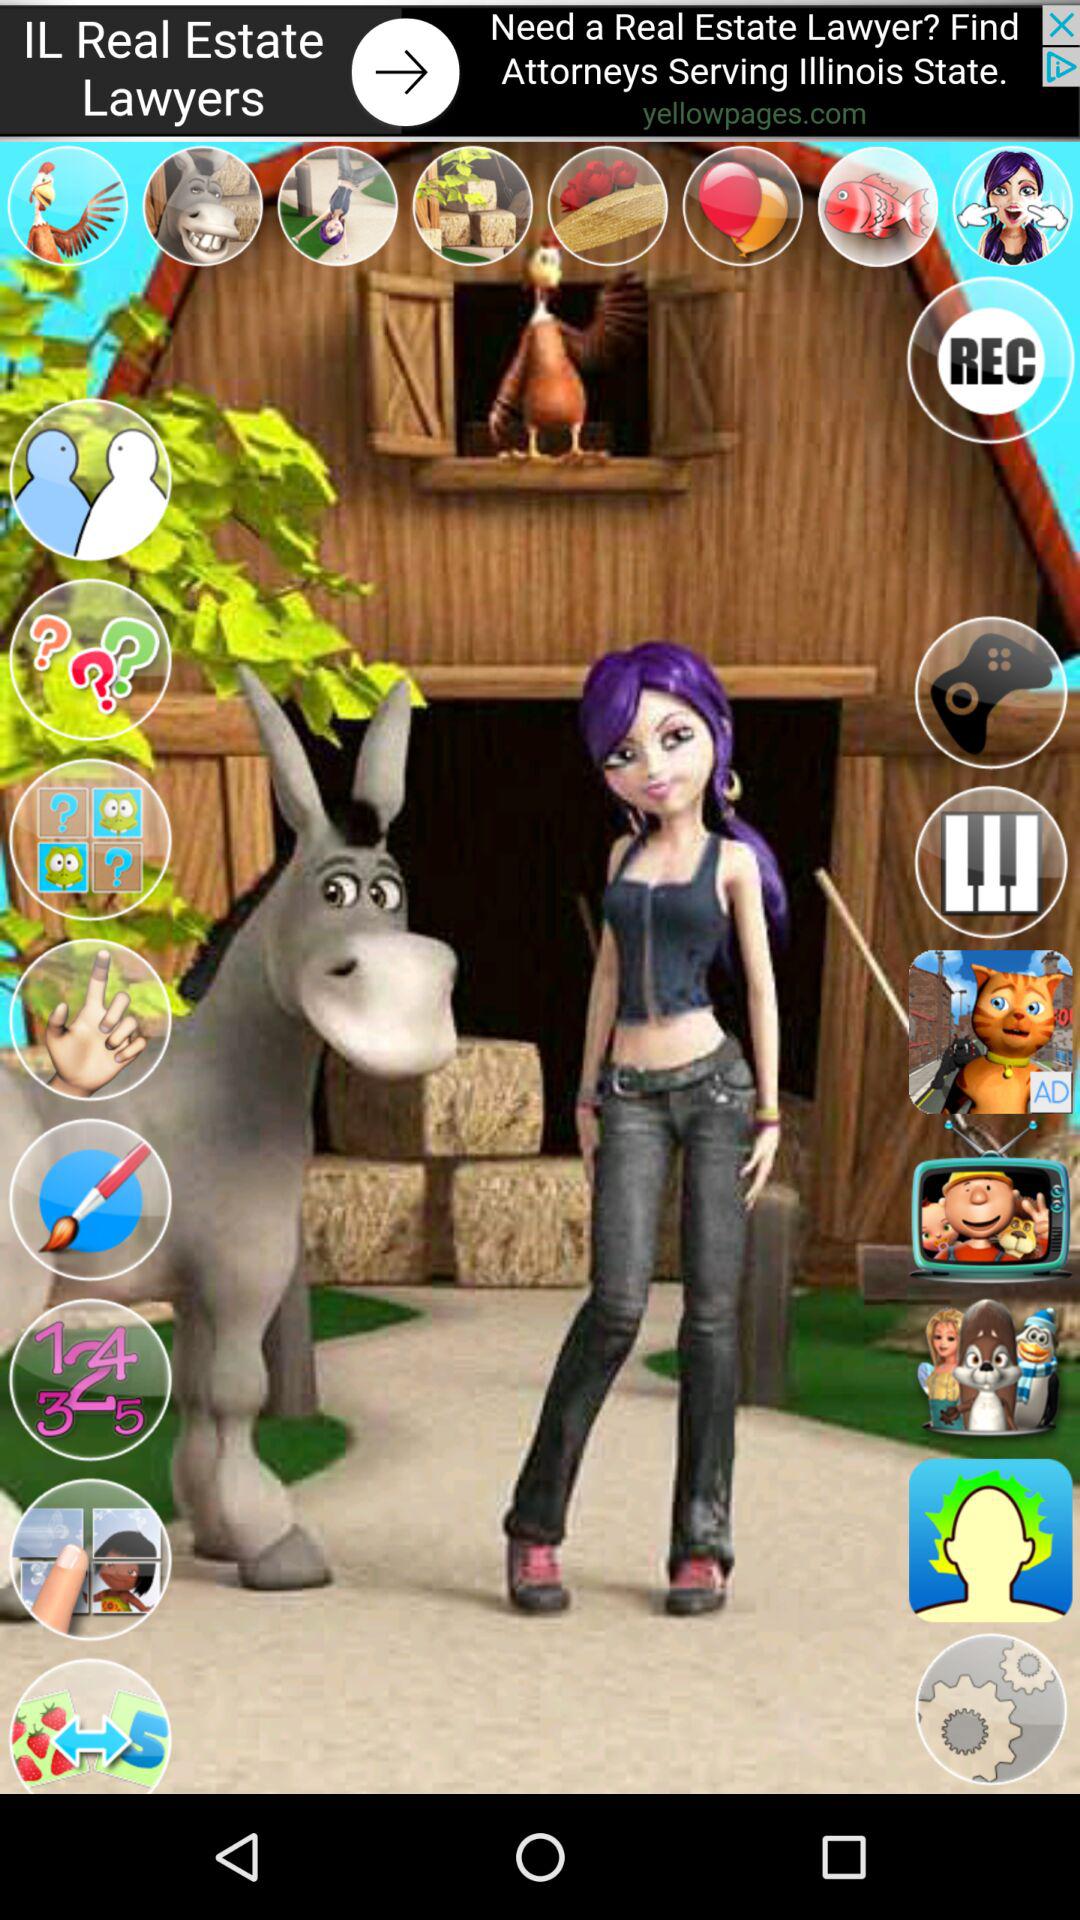 IL Real Estate
Lawyers
Need a Real Estate Lawyer? Find
Attorneys Serving Illinois State.
yellowpages.com
REC
? ? ?
?
?
AD
1 2 4
3 5
5